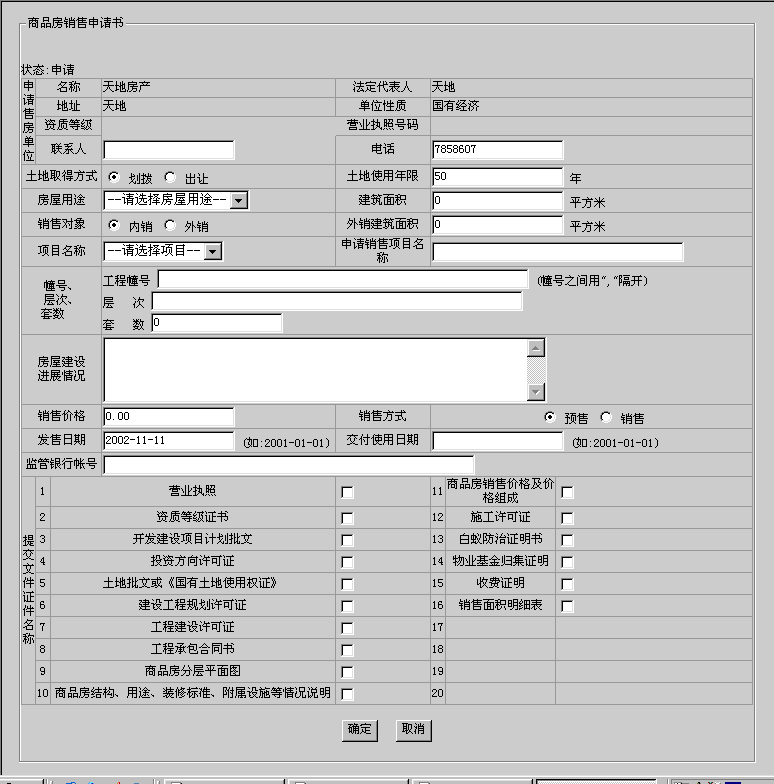 商品房销售申请书
状态:申请
申请售房单位
名称 天地房产 法定代表人 天地
地址 天地 单位性质 国有经济
资质等级 营业执照号码
联系人 电话 7858607
土地取得方式 划拨 出让 土地使用年限 50 年
房屋用途 --请选择房屋用途-- 建筑面积 0 平方米
销售对象 内销 外销 外销建筑面积 0 平方米
项目名称 --请选择项目-- 申请销售项目名
称
幢号、
层次、
套数
工程幢号 (幢号之间用“,”隔开)
层 次
套 数 0
房屋建设
进展情况
销售价格 0.00 销售方式 预售 销售
发售日期 2002-11-11 (如:2001-01-01) 交付使用日期 (如:2001-01-01)
监管银行帐号
提交文件证件名称
1 营业执照 11 商品房销售价格及价
格组成
2 资质等级证书 12 施工许可证
3 开发建设项目计划批文 13 白蚁防治证明书
4 投资方向许可证 14 物业基金归集证明
5 土地批文或《国有土地使用权证》 15 收费证明
6 建设工程规划许可证 16 销售面积明细表
7 工程建设许可证 17
8 工程承包合同书 18
9 商品房分层平面图 19
10 商品房结构、用途、装修标准、附属设施等情况说明 20
确定 取消